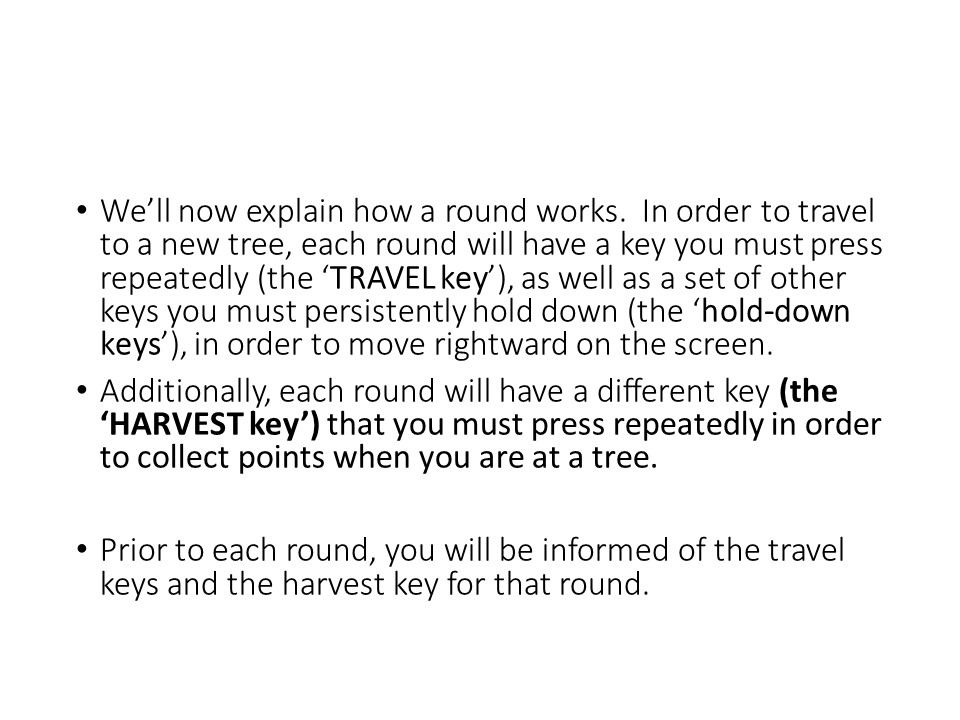 • We’ll now explain how a round works.  In order to travel
to a new tree, each round will have a key you must press
repeatedly (the ‘TRAVEL key’), as well as a set of other
keys you must persistently hold down (the ‘hold-down
keys’), in order to move rightward on the screen.
• Additionally, each round will have a different key (the
‘HARVEST key’) that you must press repeatedly in order
to collect points when you are at a tree.
• Prior to each round, you will be informed of the travel
keys and the harvest key for that round.